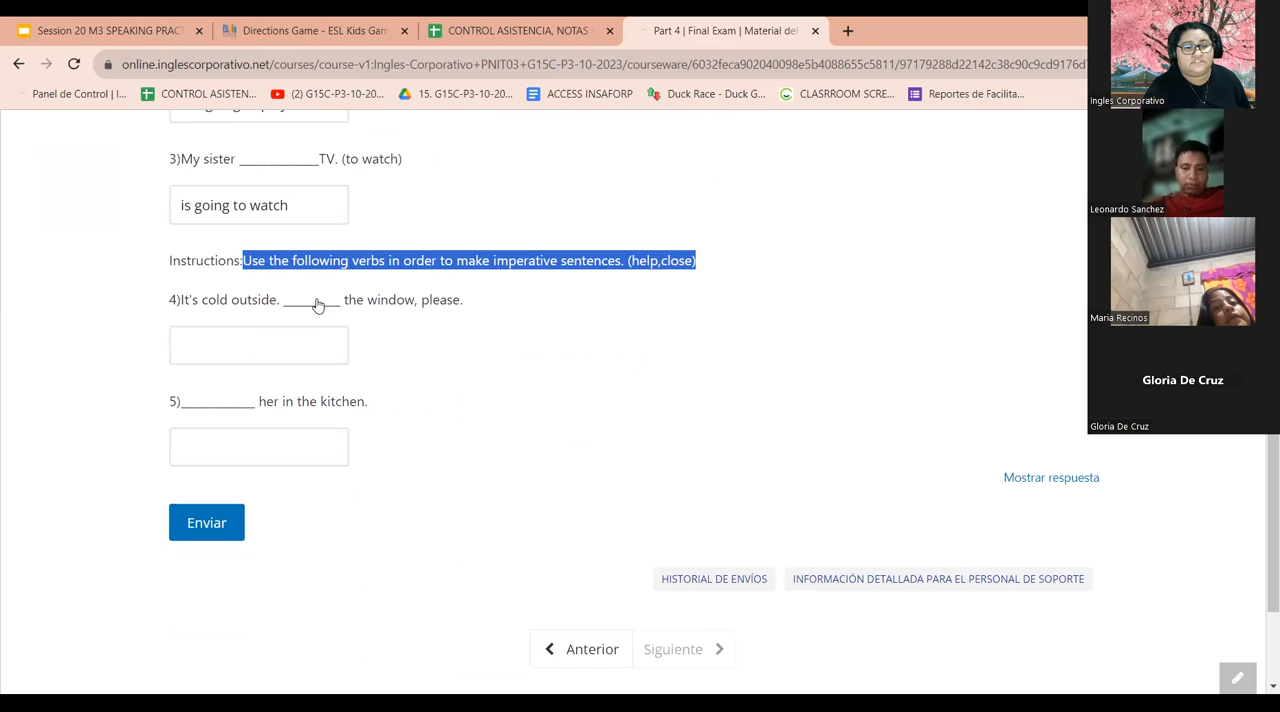 Session 20 M3 SPEAKING PRACT
Directions Game - ESL Kids Gam
CONTROL ASISTENCIA, NOTAS
Part 4 | Final Exam | Material del
online.inglescorporativo.net/courses/course-v1:Ingles-Corporativo+PNIT03+G15C-P3-10-2023/courseware/6032feca902040098e5b4088655c5811/97179288d22142c38c90c9cd9176d
Panel de Control | I...
CONTROL ASISTEN...
(2) G15C-P3-10-20...
15. G15C-P3-10-20...
ACCESS INSAFORP
Duck Race - Duck G...
CLASRROOM SCRE...
Reportes de Facilita...
3)My sister ____________TV. (to watch)
is going to watch
Instructions:Use the following verbs in order to make imperative sentences. (help,close)
4)It's cold outside. _________ the window, please.
5)____________ her in the kitchen.
Mostrar respuesta
Enviar
HISTORIAL DE ENVÍOS
INFORMACIÓN DETALLADA PARA EL PERSONAL DE SOPORTE
Anterior
Siguiente
Ingles Corporativo
Leonardo Sanchez
Maria Recinos
Gloria De Cruz
Gloria De Cruz